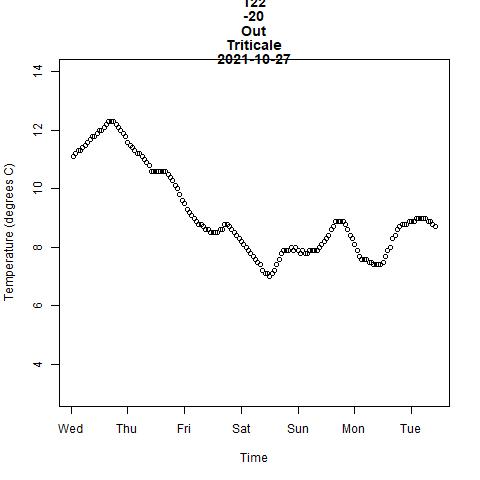 122
-20
Out
Triticale
2021-10-27
Temperature (degrees C)
14
12
10
8
6
4
Wed Thu Fri Sat Sun Mon Tue
Time